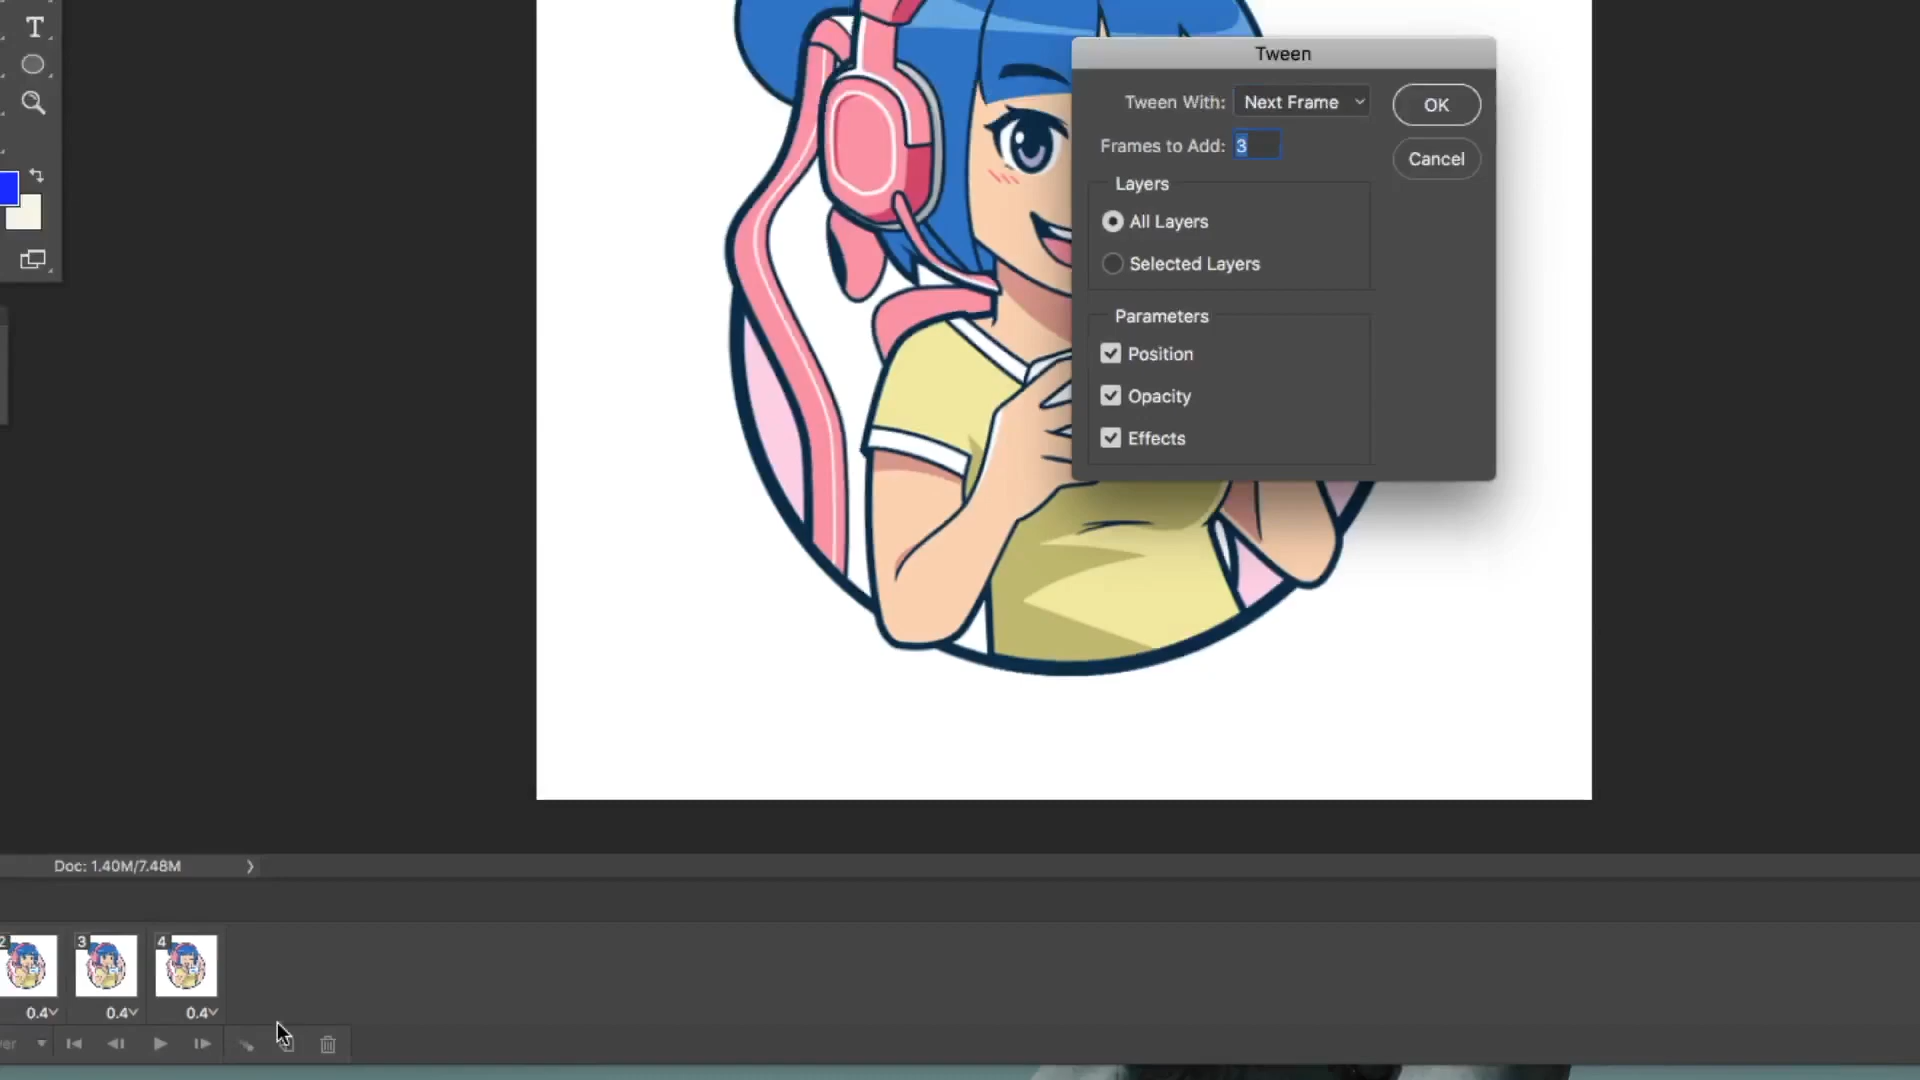 T
Tween
Tween With: Next Frame
OK
Frames to Add: 3
Cancel
Layers
All Layers
Selected Layers
Parameters
Position
Opacity
Effects
Doc: 1.40M/7.48M
2 3 4
0.4 0.4 0.4
er